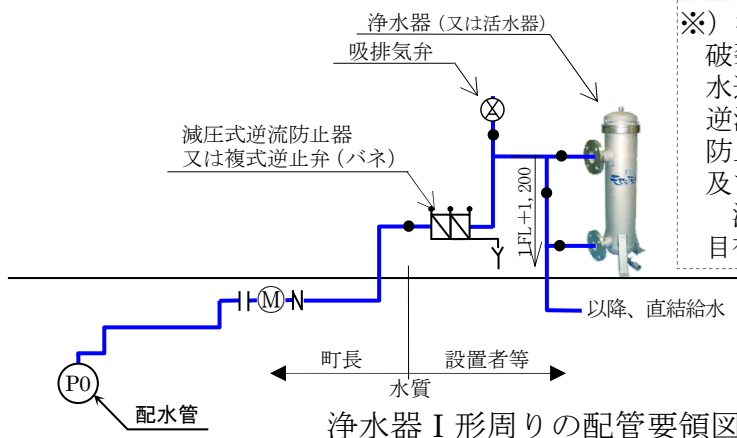 浄水器（又は活水器）
吸排気弁
減圧式逆流防止器
又は複式逆止弁（バネ）
1FL＋1,200
※）
破
水
逆
防止
及
目
M
以降、直結給水
町長
設置者等
水質
P0
配水管
浄水器Ⅰ形周りの配管要領図